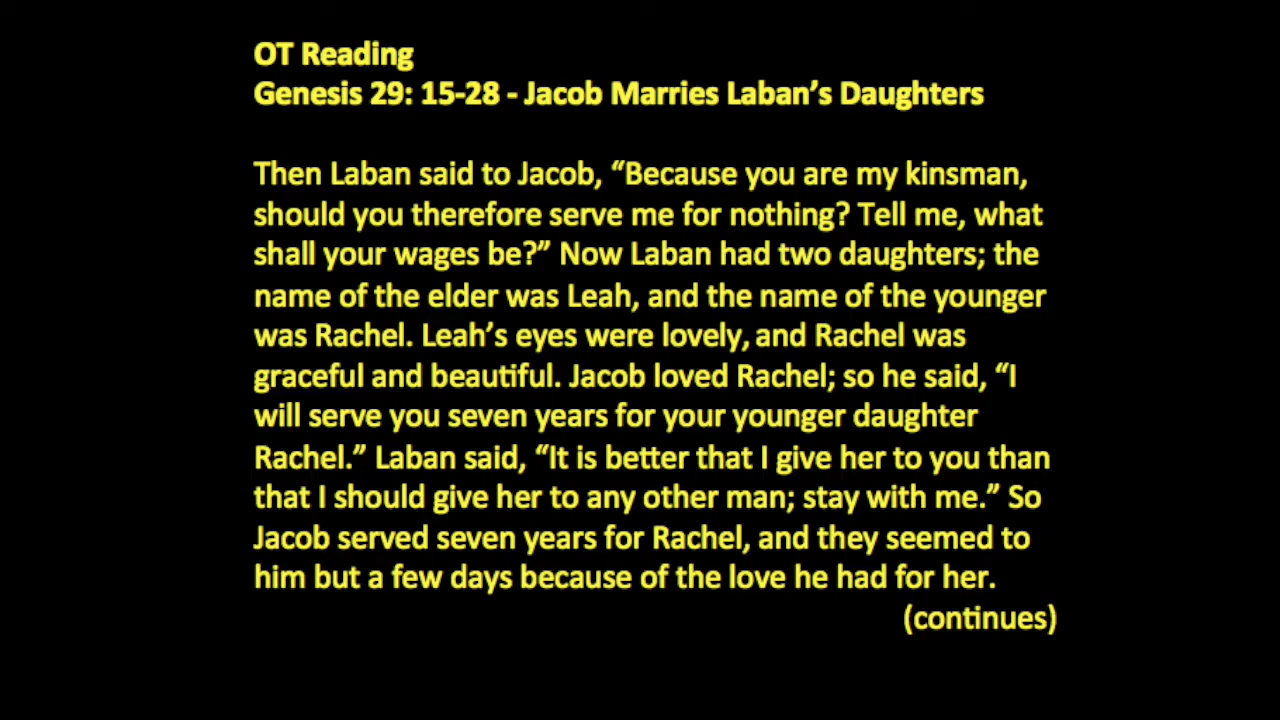 OT Reading
Genesis 29: 15-28 - Jacob Marries Laban’s Daughters
Then Laban said to Jacob, “Because you are my kinsman,
should you therefore serve me for nothing? Tell me, what
shall your wages be?” Now Laban had two daughters; the
name of the elder was Leah, and the name of the younger
was Rachel. Leah’s eyes were lovely, and Rachel was
graceful and beautiful. Jacob loved Rachel; so he said, “I
will serve you seven years for your younger daughter
Rachel.” Laban said, “It is better that I give her to you than
that I should give her to any other man; stay with me.” So
Jacob served seven years for Rachel, and they seemed to
him but a few days because of the love he had for her.
(continues)